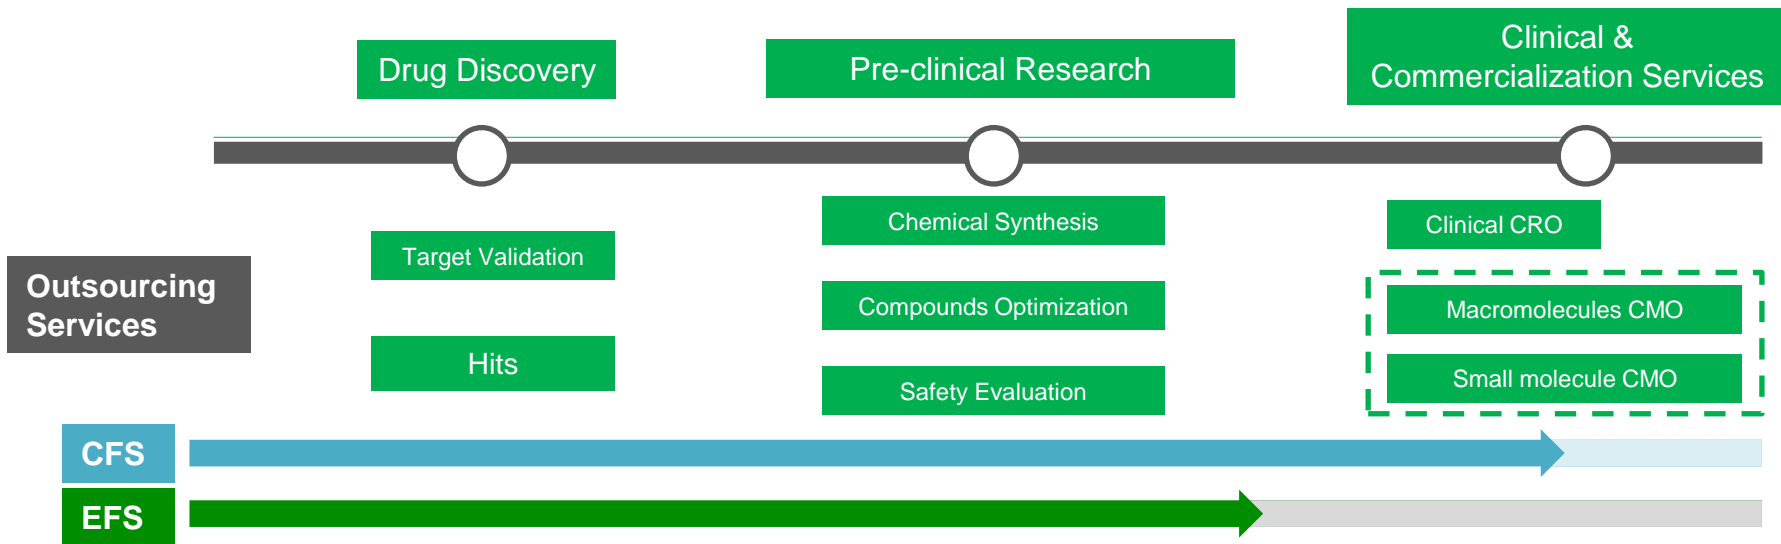 Drug Discovery
Pre-clinical Research
Clinical &
Commercialization Services
Outsourcing
Services
Target Validation
Hits
Chemical Synthesis
Compounds Optimization
Safety Evaluation
Clinical CRO
Macromolecules CMO
Small molecule CMO
CFS
EFS